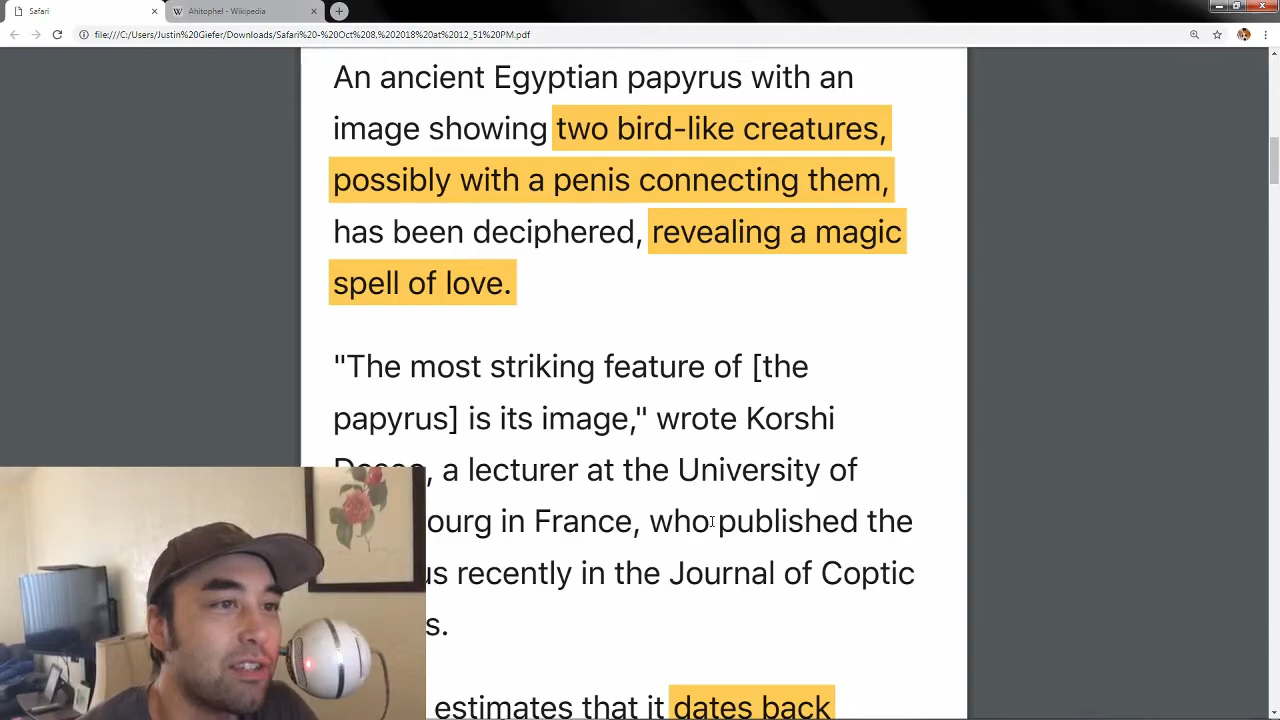 Safari
Ahitophel - Wikipedia
file:///C:/Users/Justin%20Giefer/Downloads/Safari%20-%20Oct%208,%202018%20at%2012_51%20PM.pdf
An ancient Egyptian papyrus with an
image showing two bird-like creatures,
possibly with a penis connecting them,
has been deciphered, revealing a magic
spell of love.
"The most striking feature of [the
papyrus] is its image," wrote Korshi
, a lecturer at the University of
ourg in France, who published the
us recently in the Journal of Coptic
s.
estimates that it dates back